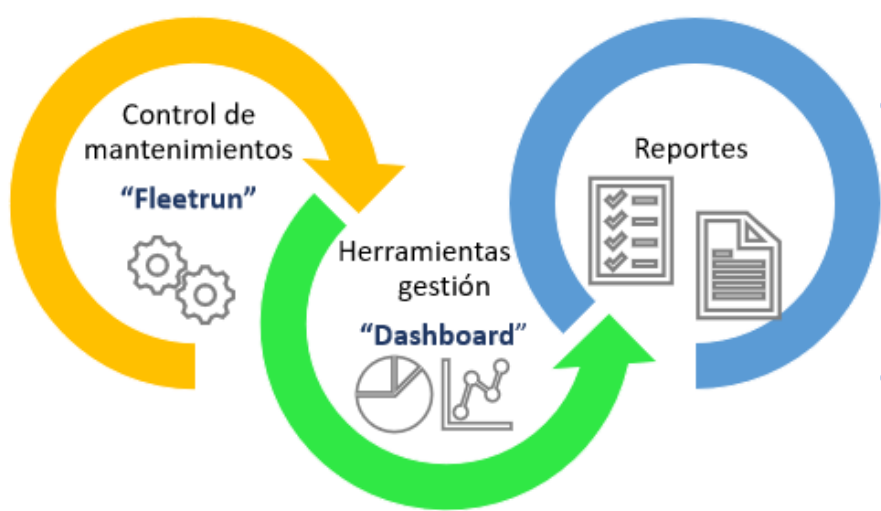 Control de
mantenimientos
“Fleetrun”
Herramientas
gestión
“Dashboard”
Reportes